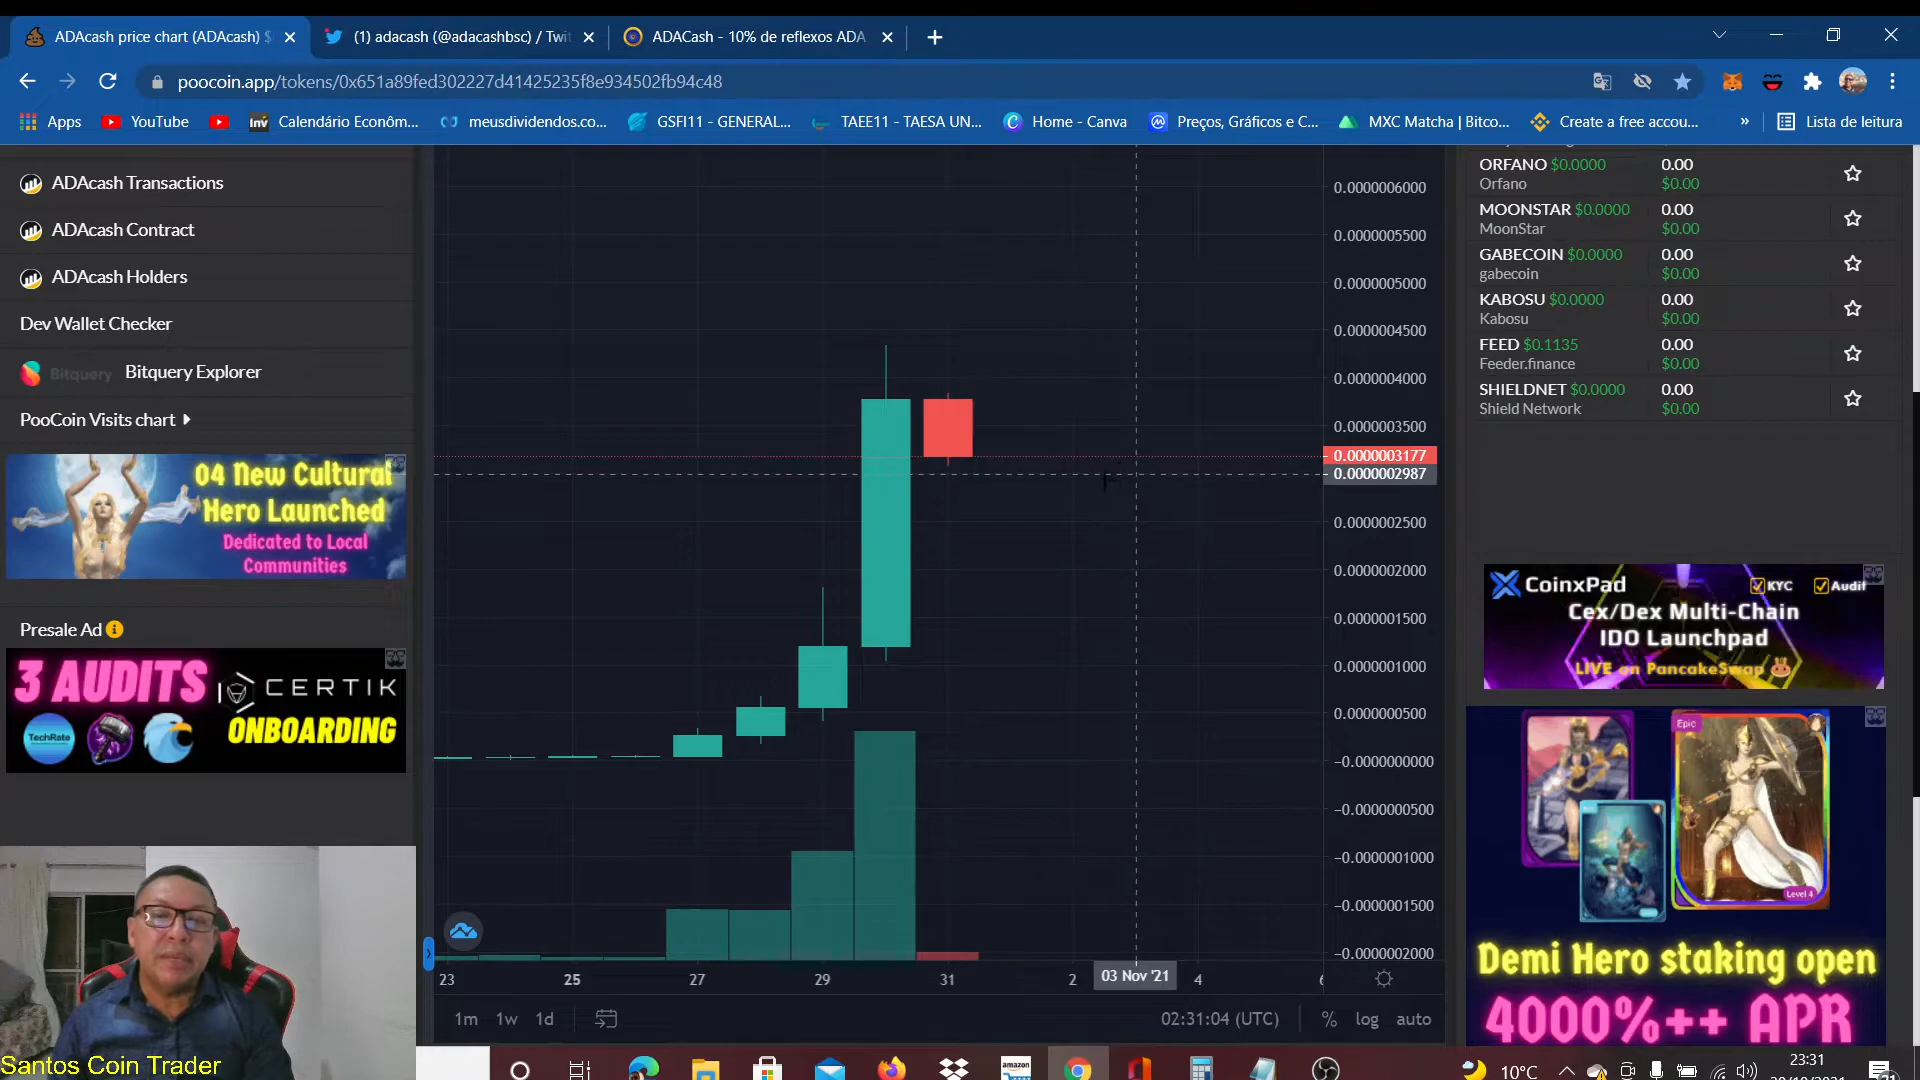 ADAcash price chart (ADAcash) $
(1) adacash (@adacashbsc) / Twit
ADACash - 10% de reflexos ADA
poocoin.app/tokens/0x651a89fed302227d41425235f8e934502fb94c48
Apps
YouTube
Inv
Calendário Econôm...
meusdividendos.co...
GSFI11 - GENERAL...
TAEE11 - TAESA UN...
Home - Canva
Preços, Gráficos e C...
MXC Matcha | Bitco...
Create a free accou...
»
Lista de leitura
ADAcash Transactions
ADAcash Contract
ADAcash Holders
Dev Wallet Checker
Bitquery
Bitquery Explorer
PooCoin Visits chart
04 New Cultural
Hero Launched
Dedicated to Local
Communities
Presale Ad
3 AUDITS
CERTIK
TechRate
ONBOARDING
Santos Coin Trader
0.0000006000
0.0000005500
0.0000005000
0.0000004500
0.0000004000
0.0000003500
0.0000003177
0.0000002987
0.0000002500
0.0000002000
0.0000001500
0.0000001000
0.0000000500
−0.0000000000
−0.0000000500
−0.0000001000
−0.0000001500
−0.0000002000
23
25
27
29
31
2
03 Nov '21
4
1m
1w
1d
02:31:04 (UTC)
%
log
auto
ORFANO $0.0000
0.00
Orfano
$0.00
MOONSTAR $0.0000
0.00
MoonStar
$0.00
GABECOIN $0.0000
0.00
gabecoin
$0.00
KABOSU $0.0000
0.00
Kabosu
$0.00
FEED $0.1135
0.00
Feeder.finance
$0.00
SHIELDNET $0.0000
0.00
Shield Network
$0.00
CoinxPad
KYC
Audit
Cex/Dex Multi-Chain
IDO Launchpad
LIVE on PancakeSwap
Epic
Level 4
Demi Hero staking open
4000%++ APR
amazon
10°C
23:31